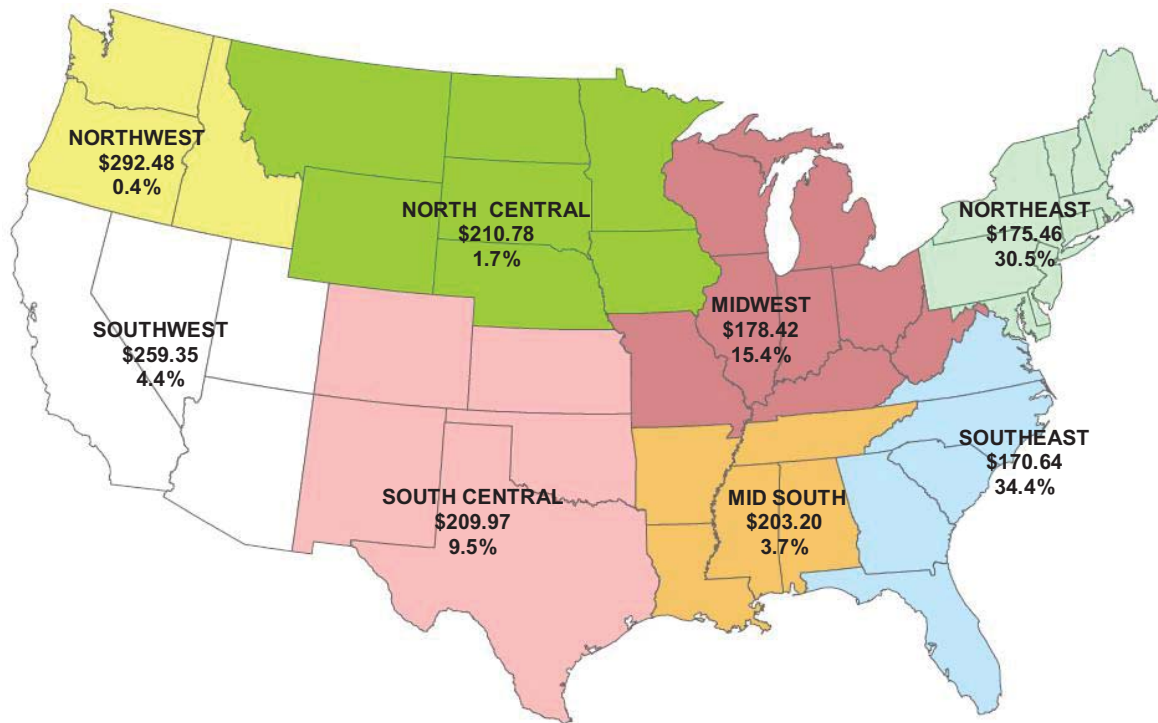 NORTHWEST
$292.48
0.4%
NORTH CENTRAL
$210.78
1.7%
NORTHEAST
$175.46
30.5%
MIDWEST
$178.42
15.4%
SOUTHWEST
$259.35
4.4%
SOUTHEAST
$170.64
34.4%
SOUTH CENTRAL
$209.97
9.5%
MID SOUTH
$203.20
3.7%